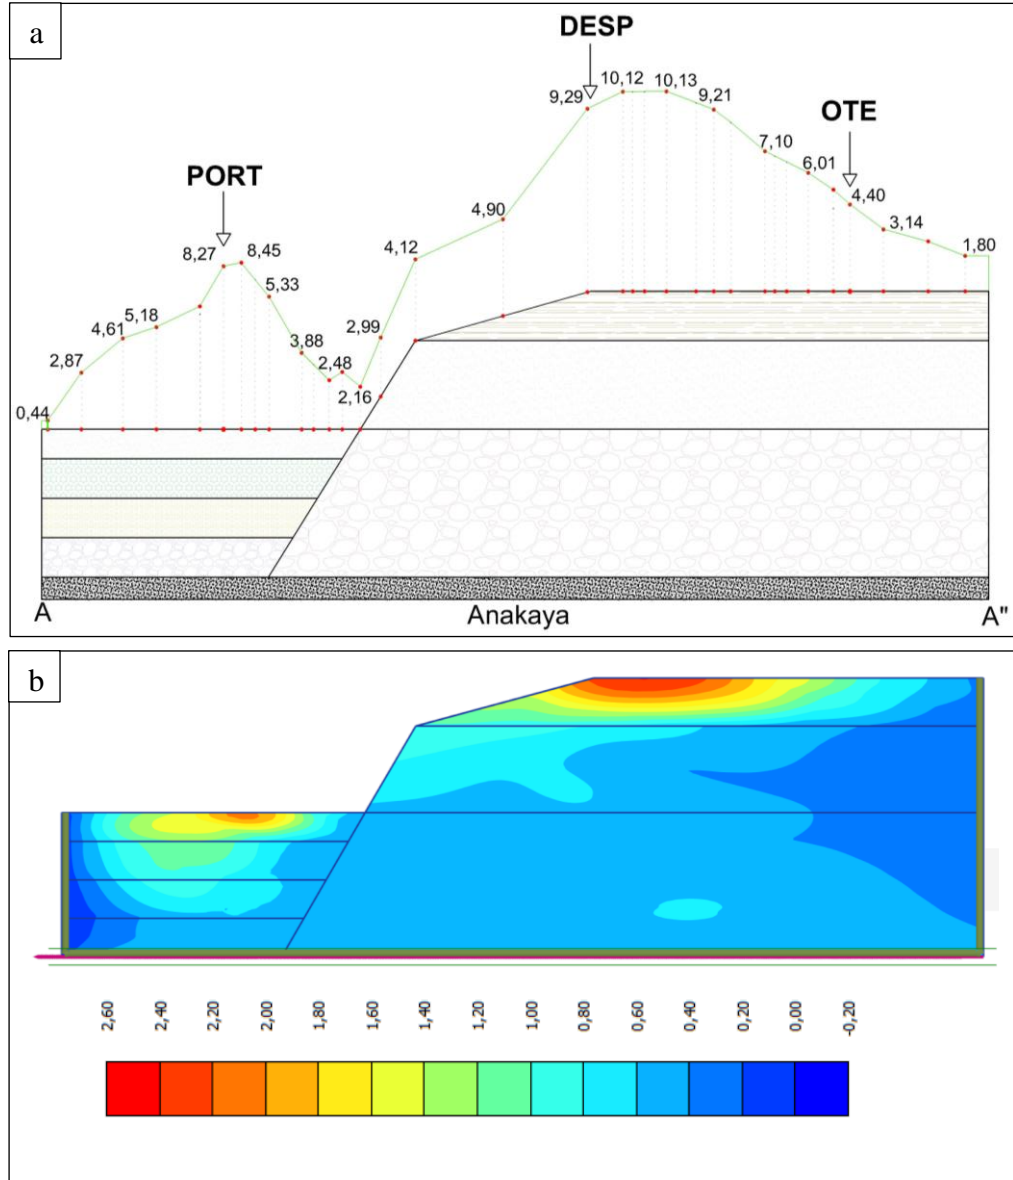 a
DESP
10,12 10,13
9,29 9,21
OTE
7,10
PORT
6,01
4,40
8,27 8,45
4,90
3,14
4,12
5,18 5,33
1,80
4,61
2,99
3,88
2,87
2,48
2,16
0,44
A Anakaya A"
b
2,60 2,40 2,20 2,00 1,80 1,60 1,40 1,20 1,00 0,80 0,60 0,40 0,20 0,00 -0,20